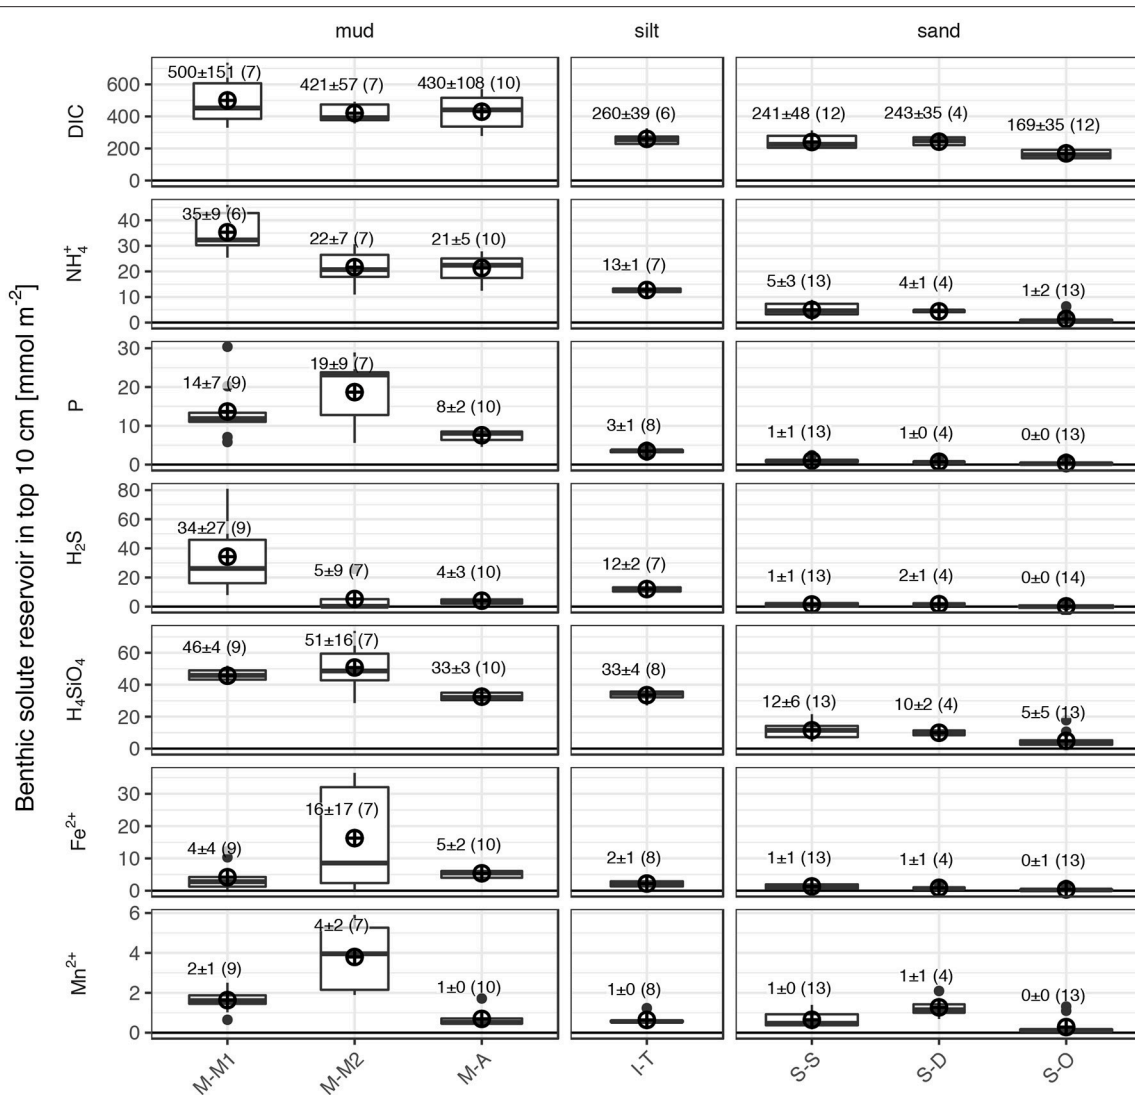 mud silt sand
Benthic solute reservoir in top 10 cm [mmol m⁻²]
DIC
600
400
200
0
500±151 (7) 421±57 (7) 430±108 (10) 260±39 (6) 241±48 (12) 243±35 (4) 169±35 (12)
NH₄⁺
40
30
20
10
0
35±9 (6) 22±7 (7) 21±5 (10) 13±1 (7) 5±3 (13) 4±1 (4) 1±2 (13)
P
30
20
10
0
14±7 (9) 19±9 (7) 8±2 (10) 3±1 (8) 1±1 (13) 1±0 (4) 0±0 (13)
H₂S
80
60
40
20
0
34±27 (9) 5±9 (7) 4±3 (10) 12±2 (7) 1±1 (13) 2±1 (4) 0±0 (14)
H₄SiO₄
60
40
20
0
46±4 (9) 51±16 (7) 33±3 (10) 33±4 (8) 12±6 (13) 10±2 (4) 5±5 (13)
Fe²⁺
30
20
10
0
4±4 (9) 16±17 (7) 5±2 (10) 2±1 (8) 1±1 (13) 1±1 (4) 0±1 (13)
Mn²⁺
6
4
2
0
2±1 (9) 4±2 (7) 1±0 (10) 1±0 (8) 1±0 (13) 1±1 (4) 0±0 (13)
M-M1 M-M2 M-A I-T S-S S-D S-O